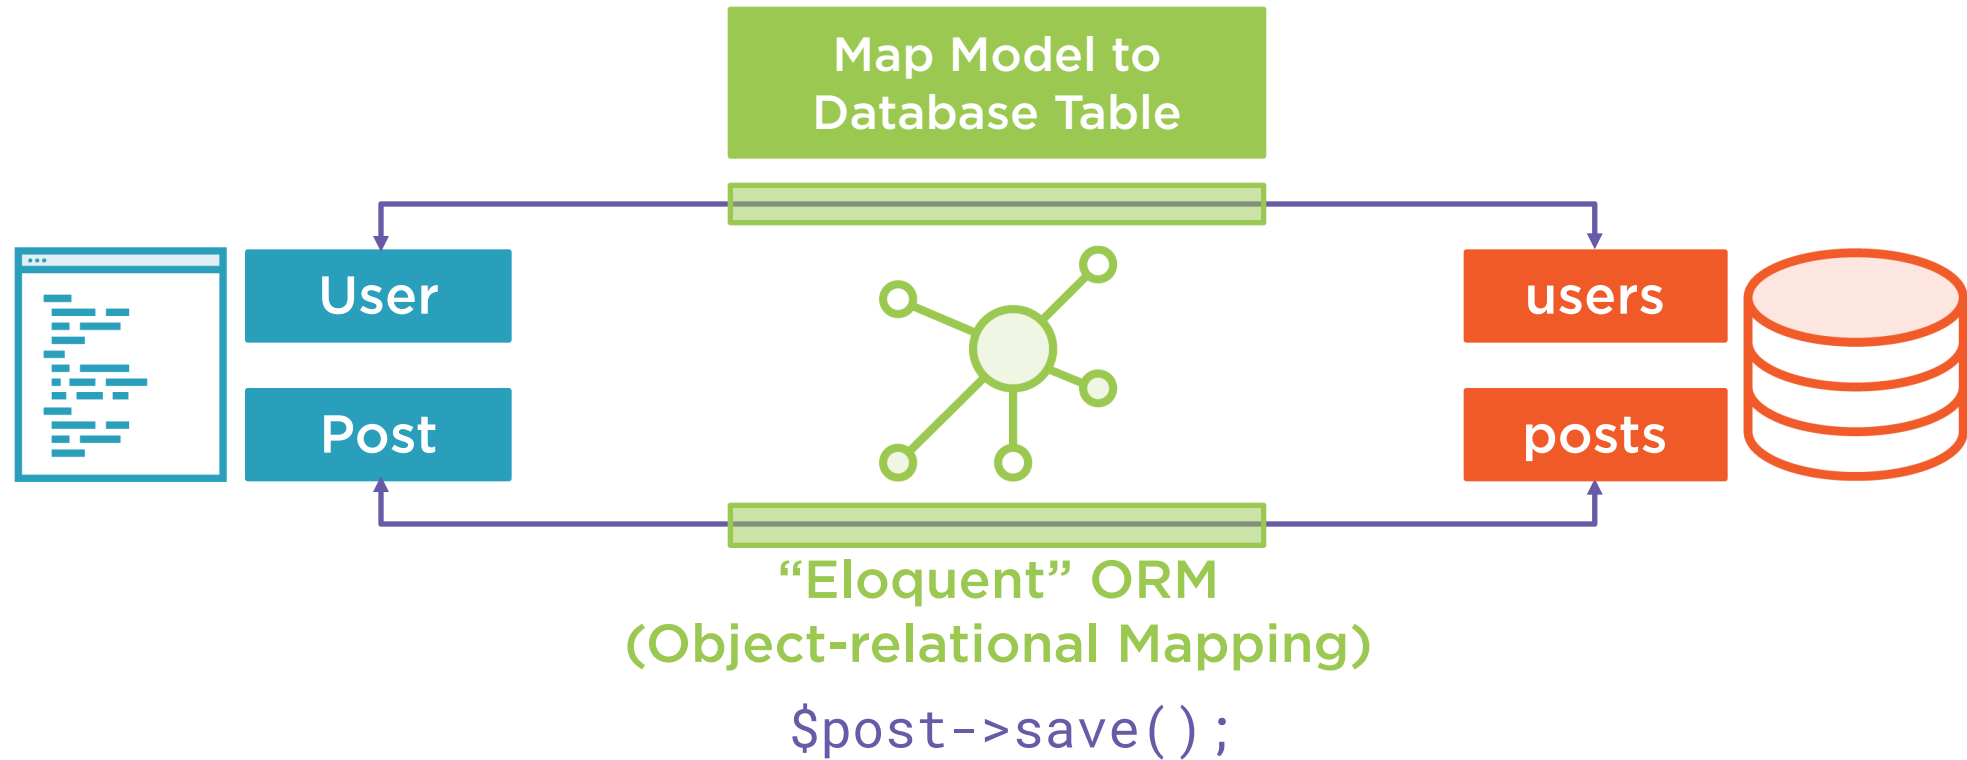 Map Model to
Database Table
User
users
Post
posts
“Eloquent” ORM
(Object-relational Mapping)
$post->save();